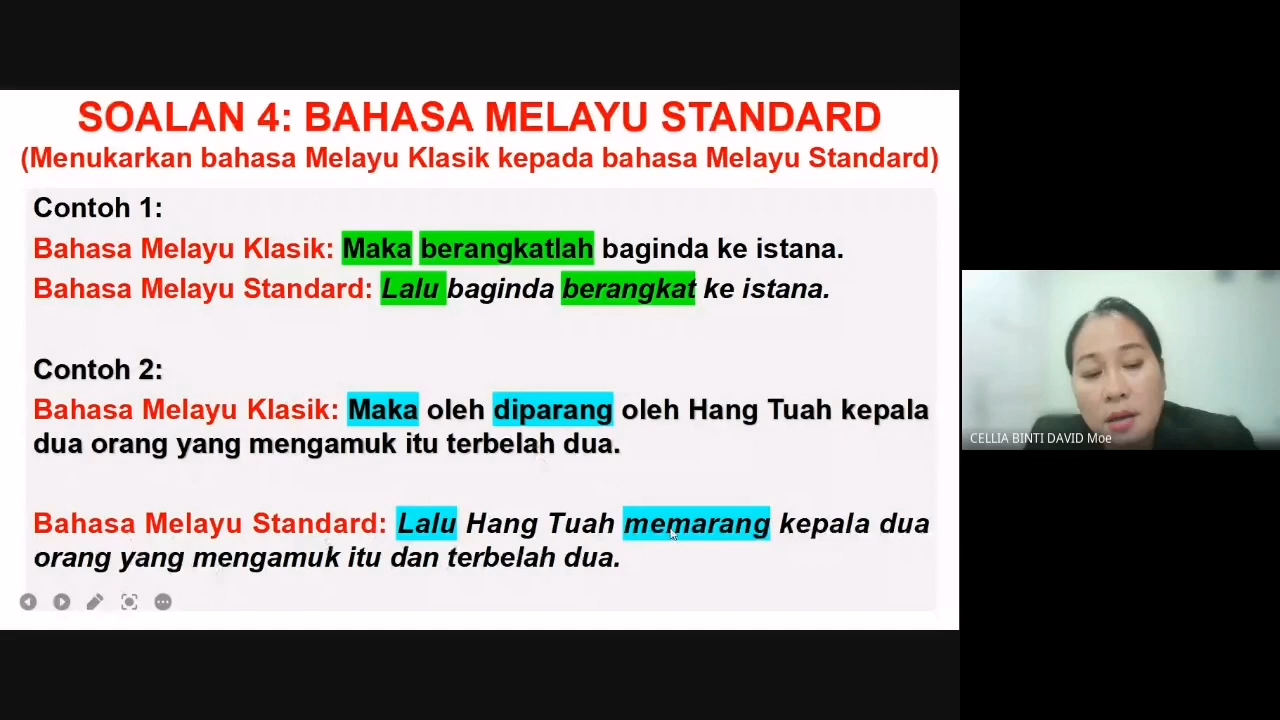 SOALAN 4: BAHASA MELAYU STANDARD
(Menukarkan bahasa Melayu Klasik kepada bahasa Melayu Standard)
Contoh 1:
Bahasa Melayu Klasik: Maka berangkatlah baginda ke istana.
Bahasa Melayu Standard: Lalu baginda berangkat ke istana.
Contoh 2:
Bahasa Melayu Klasik: Maka oleh diparang oleh Hang Tuah kepala
dua orang yang mengamuk itu terbelah dua.
Bahasa Melayu Standard: Lalu Hang Tuah memarang kepala dua
orang yang mengamuk itu dan terbelah dua.
CELLIA BINTI DAVID Moe